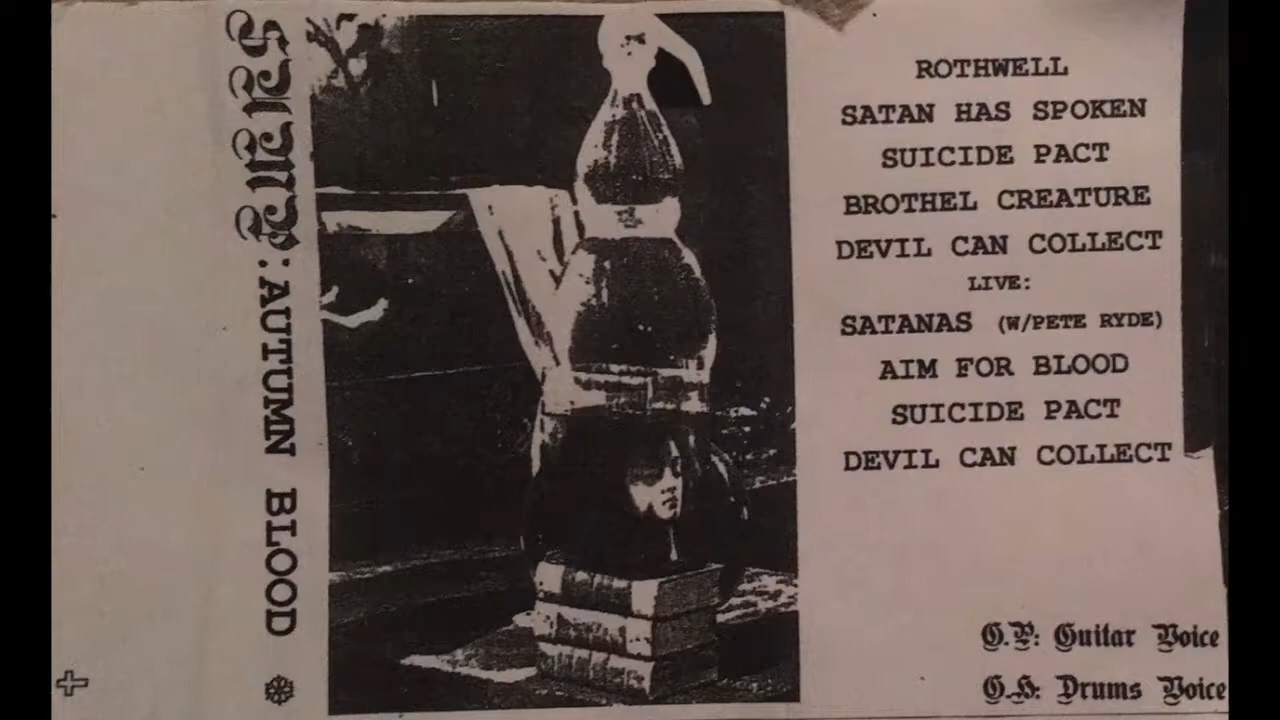 AUTUMN BLOOD
ROTHWELL
SATAN HAS SPOKEN
SUICIDE PACT
BROTHEL CREATURE
DEVIL CAN COLLECT
LIVE:
SATANAS (W/PETE RYDE)
AIM FOR BLOOD
SUICIDE PACT
DEVIL CAN COLLECT
G.P: Guitar Voice
G.H: Drums Voice